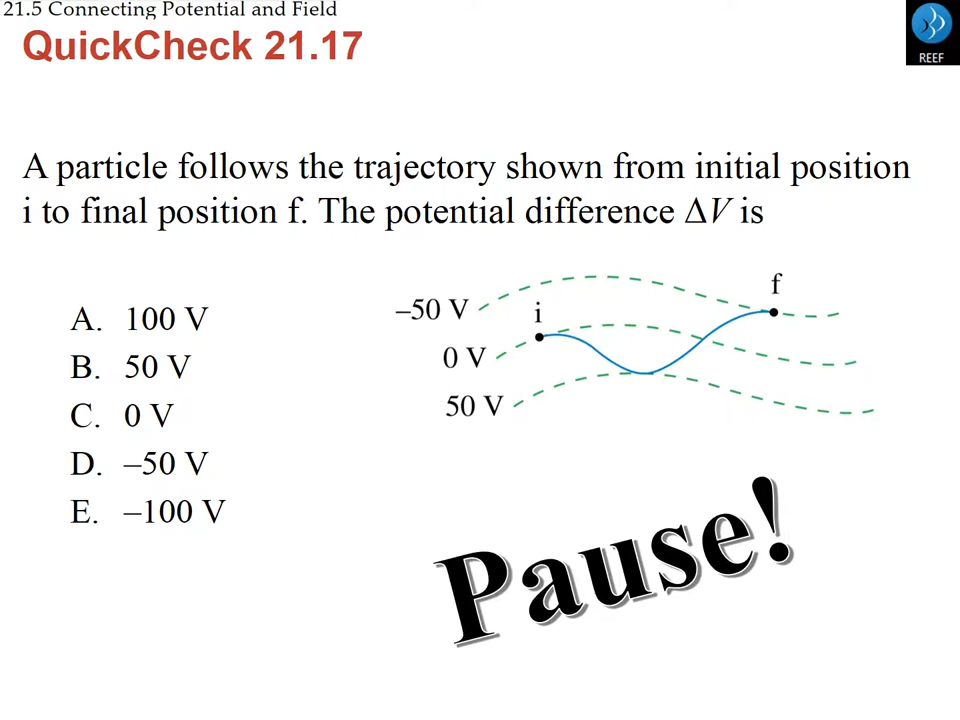 21.5 Connecting Potential and Field
QuickCheck 21.17
REEF
A particle follows the trajectory shown from initial position
i to final position f. The potential difference ΔV is
A. 100 V
B. 50 V
C. 0 V
D. –50 V
E. –100 V
f
–50 V
i
0 V
50 V
Pause!